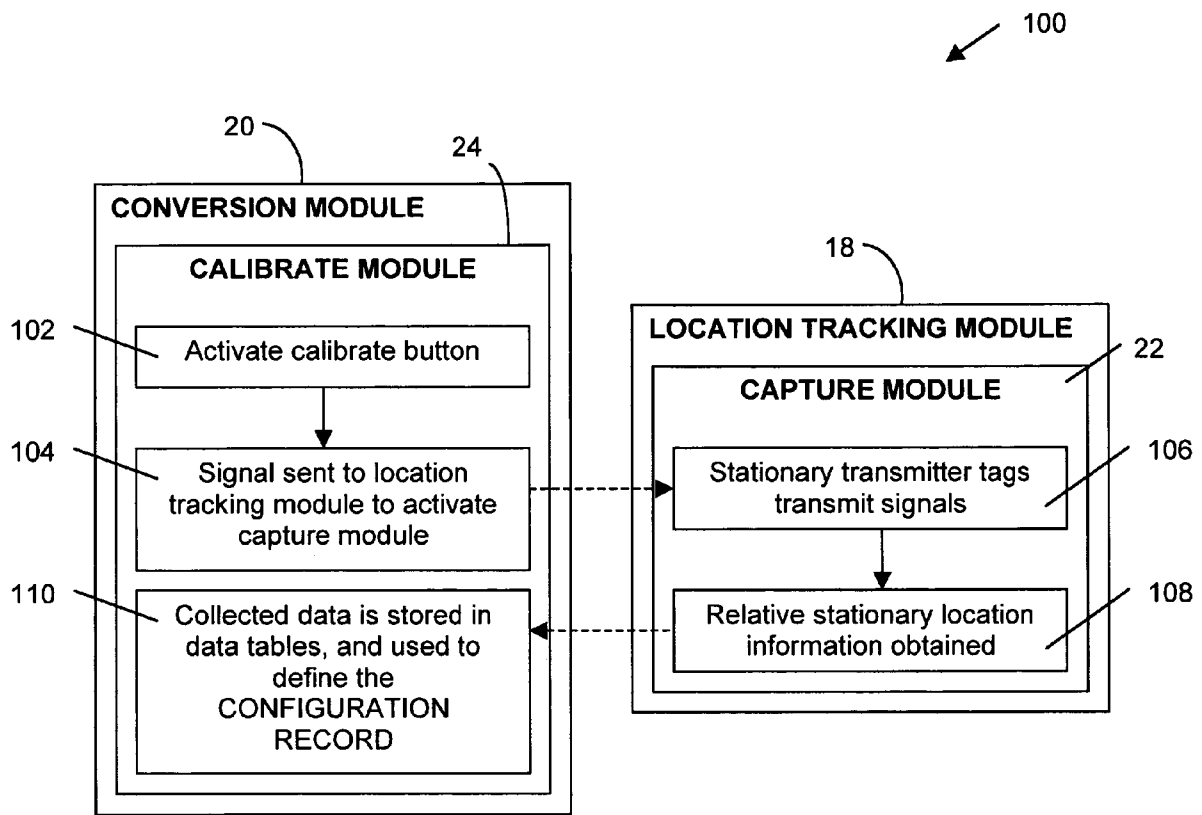 100
20
24
CONVERSION MODULE
CALIBRATE MODULE
102
Activate calibrate button
104
Signal sent to location
tracking module to activate
capture module
110
Collected data is stored in
data tables, and used to
define the
CONFIGURATION
RECORD
18
LOCATION TRACKING MODULE
22
CAPTURE MODULE
106
Stationary transmitter tags
transmit signals
108
Relative stationary location
information obtained